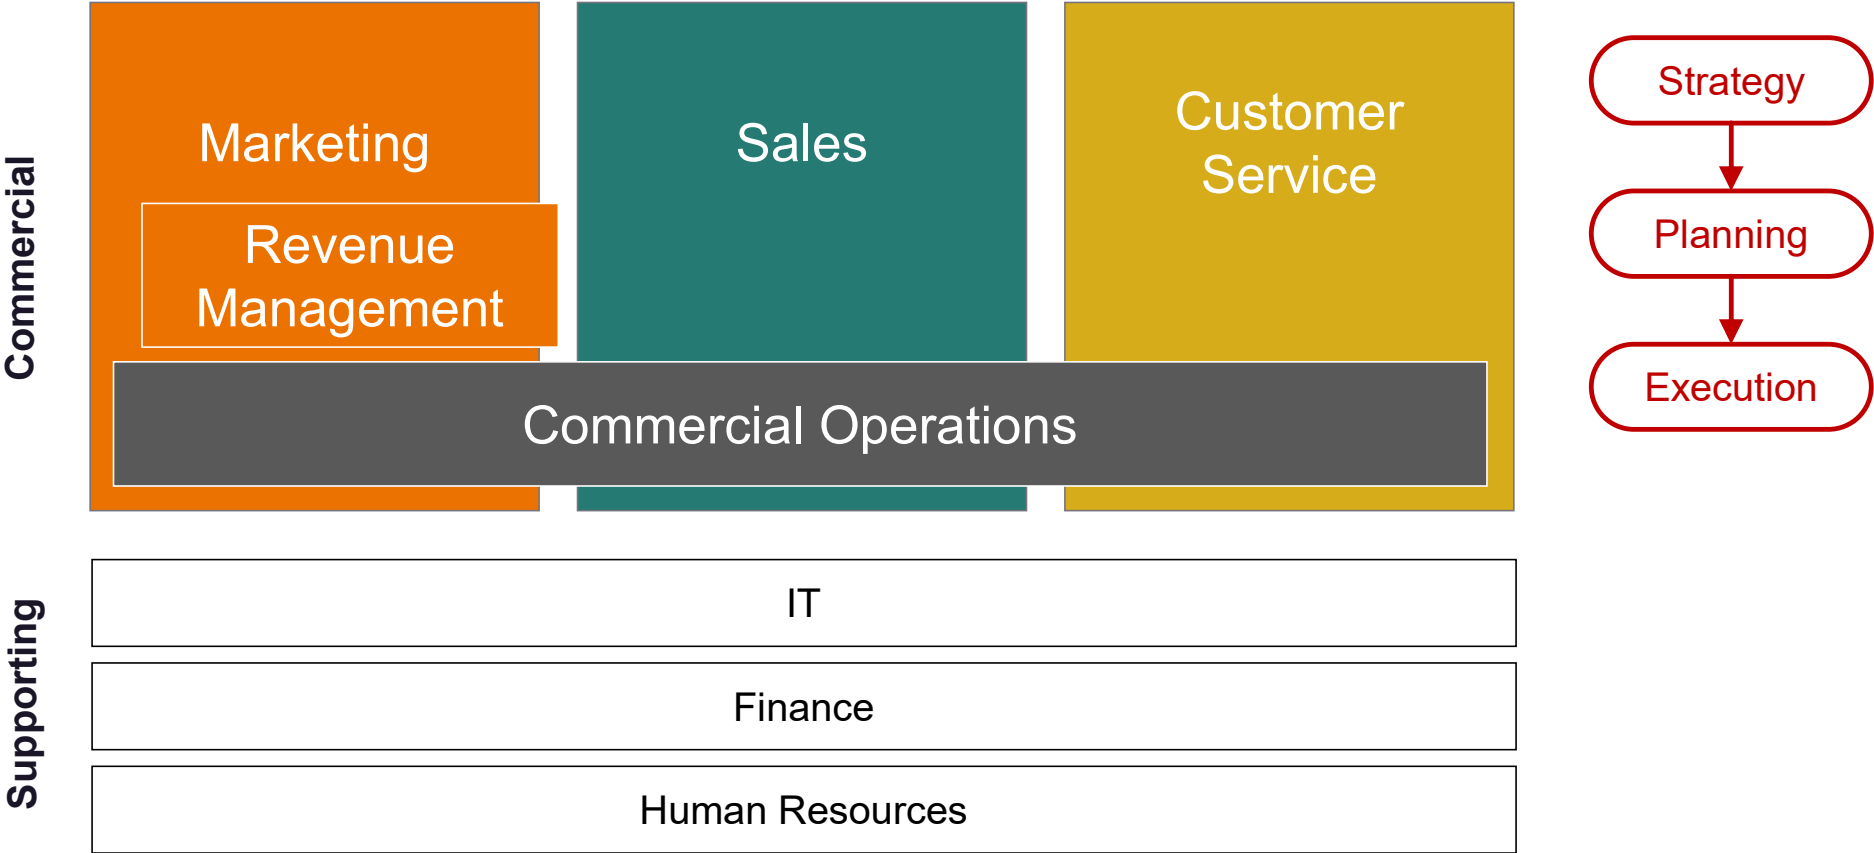 Commercial
Marketing
Revenue
Management
Sales
Customer
Service
Commercial Operations
Strategy
Planning
Execution
Supporting
IT
Finance
Human Resources